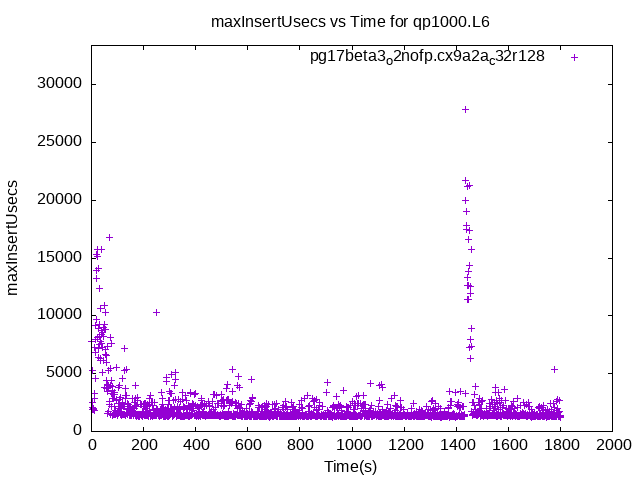 maxInsertUsecs vs Time for qp1000.L6
pg17beta3o2nofp.cx9a2ac32r128
30000
25000
20000
15000
10000
5000
0
maxInsertUsecs
0 200 400 600 800 1000 1200 1400 1600 1800 2000
Time(s)